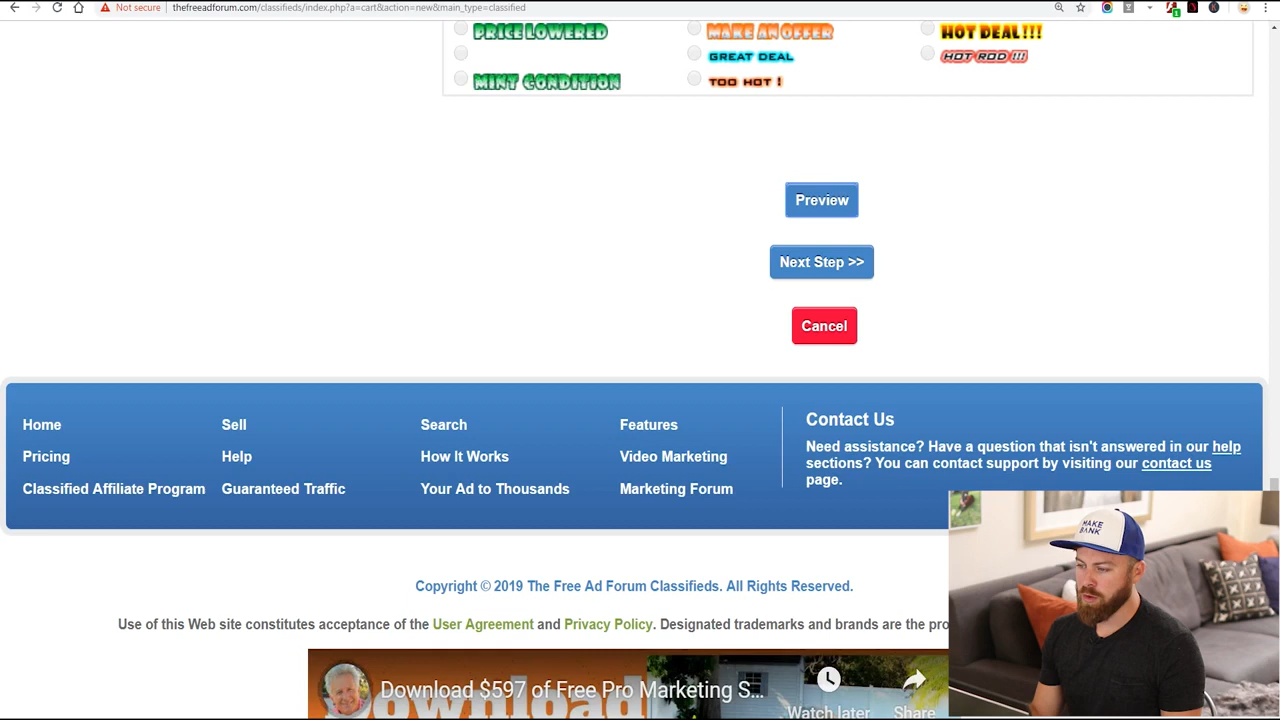 Not secure
thefreeadforum.com/classifieds/index.php?a=cart&action=new&main_type=classified
PRICE LOWERED
MAKE AN OFFER
HOT DEAL!!!
GREAT DEAL
HOT ROD !!!
MINT CONDITION
TOO HOT !
Preview
Next Step >>
Cancel
Home
Sell
Search
Features
Contact Us
Pricing
Help
How It Works
Video Marketing
Need assistance? Have a question that isn't answered in our help
sections? You can contact support by visiting our contact us
page.
Classified Affiliate Program
Guaranteed Traffic
Your Ad to Thousands
Marketing Forum
MAKE
BANK
Copyright © 2019 The Free Ad Forum Classifieds. All Rights Reserved.
Use of this Web site constitutes acceptance of the User Agreement and Privacy Policy. Designated trademarks and brands are the pro
Download $597 of Free Pro Marketing S...
Watch later
Share
Download